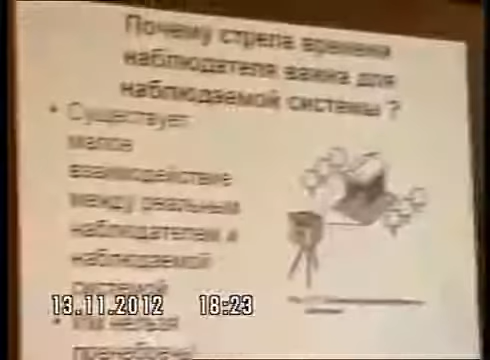 Почему стрела времени
наблюдателя важна для
наблюдаемой системы ?
• Существует
малое
взаимодействие
между реальным
наблюдателем и
наблюдаемой
системой
13.11.2012 18:23
• нельзя